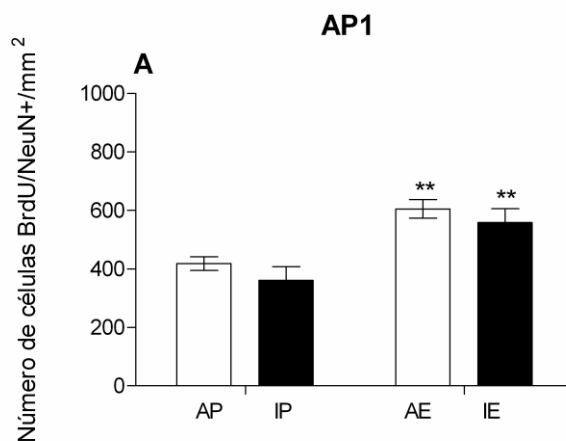 AP1
A
Número de células BrdU/NeuN+/mm²
1000
800
600
400
200
0
** **
AP IP AE IE